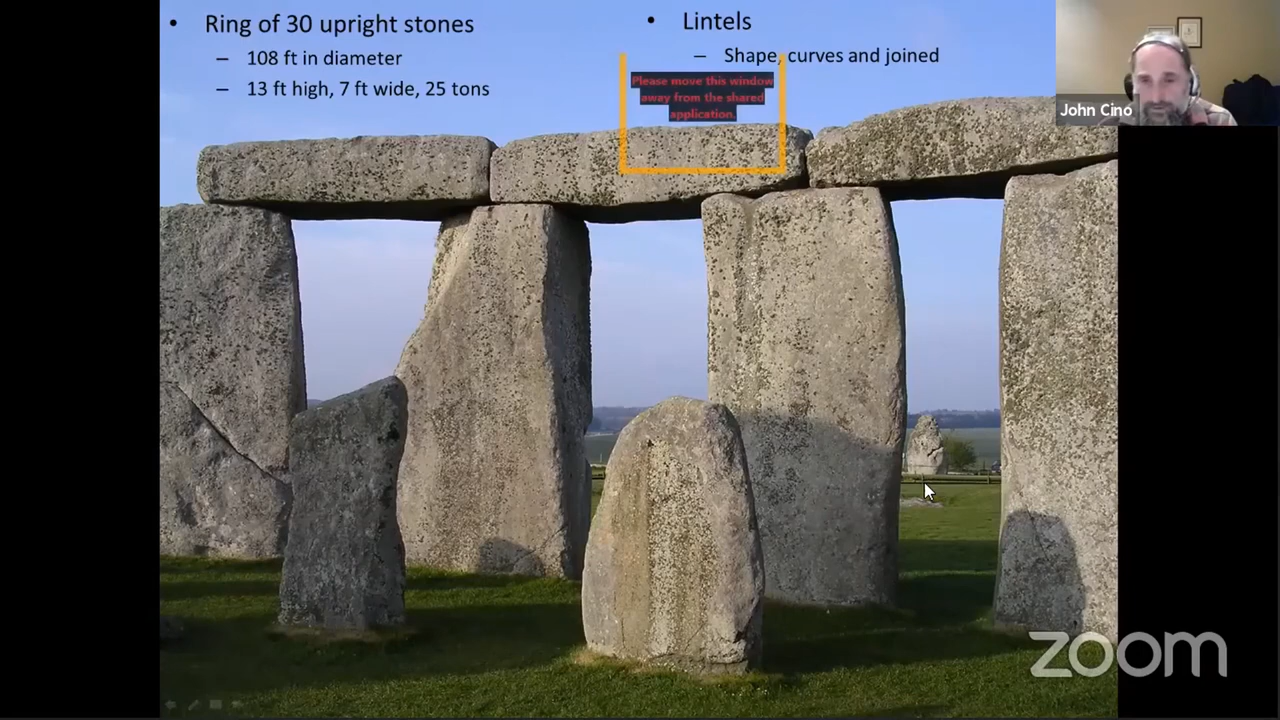 • Ring of 30 upright stones
– 108 ft in diameter
– 13 ft high, 7 ft wide, 25 tons
• Lintels
– Shape, curves and joined
Please move this window
away from the shared
application.
John Cino
zoom